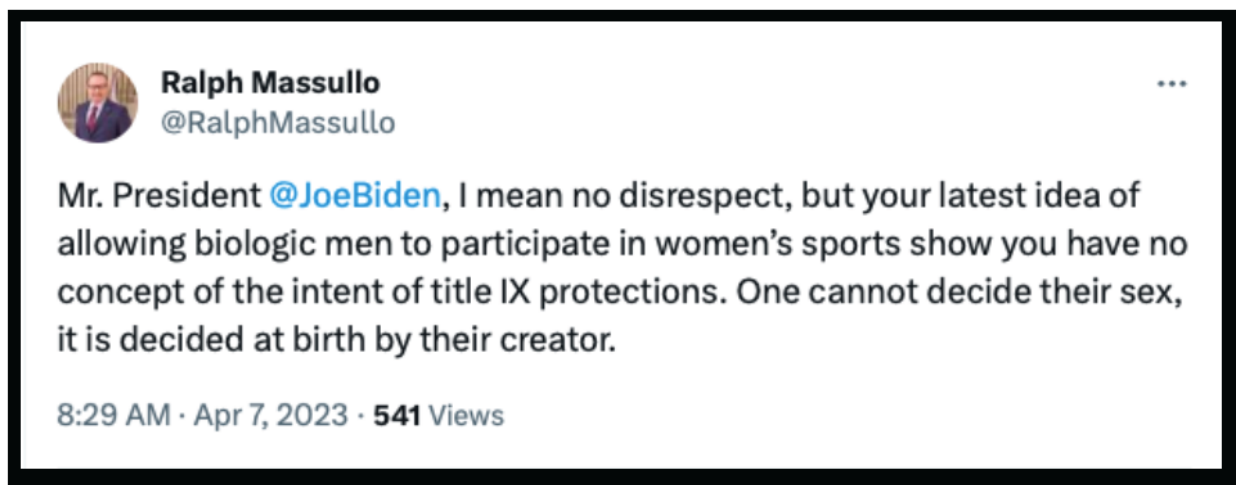 Ralph Massullo
@RalphMassullo
Mr. President @JoeBiden, I mean no disrespect, but your latest idea of
allowing biologic men to participate in women’s sports show you have no
concept of the intent of title IX protections. One cannot decide their sex,
it is decided at birth by their creator.
8:29 AM · Apr 7, 2023 · 541 Views